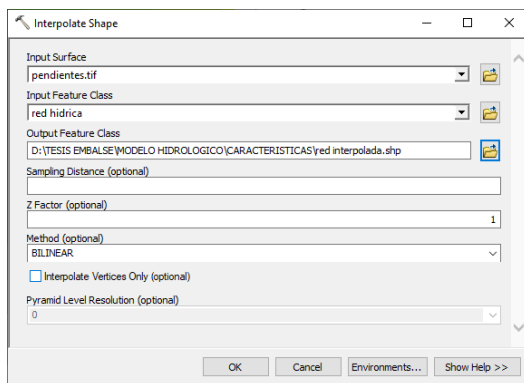 Interpolate Shape
Input Surface
pendientes.tif
Input Feature Class
red hidrica
Output Feature Class
D:\TESIS EMBALSE\MODELO HIDROLOGICO\CARACTERISTICAS\red interpolada.shp
Sampling Distance (optional)
Z Factor (optional)
1
Method (optional)
BILINEAR
Interpolate Vertices Only (optional)
Pyramid Level Resolution (optional)
0
OK Cancel Environments... Show Help >>